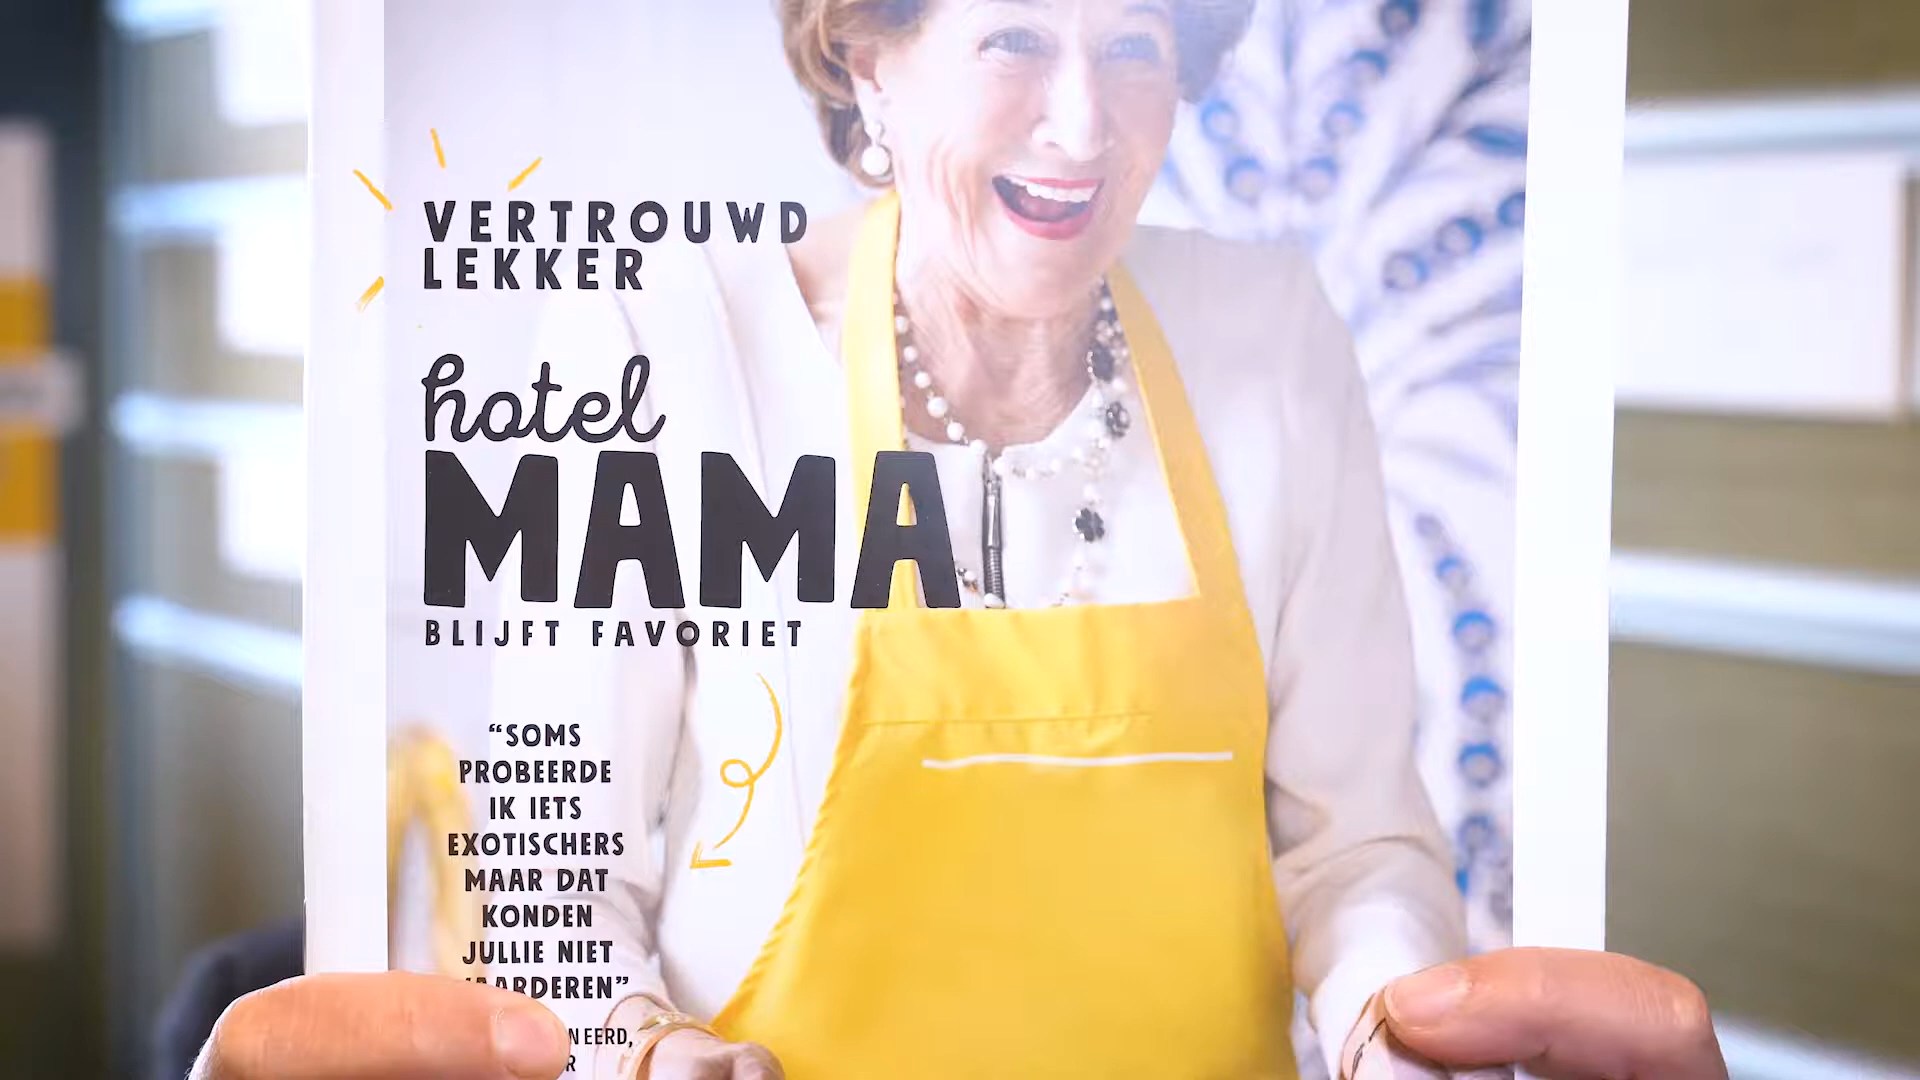 VERTROUWD
LEKKER
hotel
MAMA
BLIJFT FAVORIET
“SOMS
PROBEERDE
IK IETS
EXOTISCHERS
MAAR DAT
KONDEN
JULLIE NIET